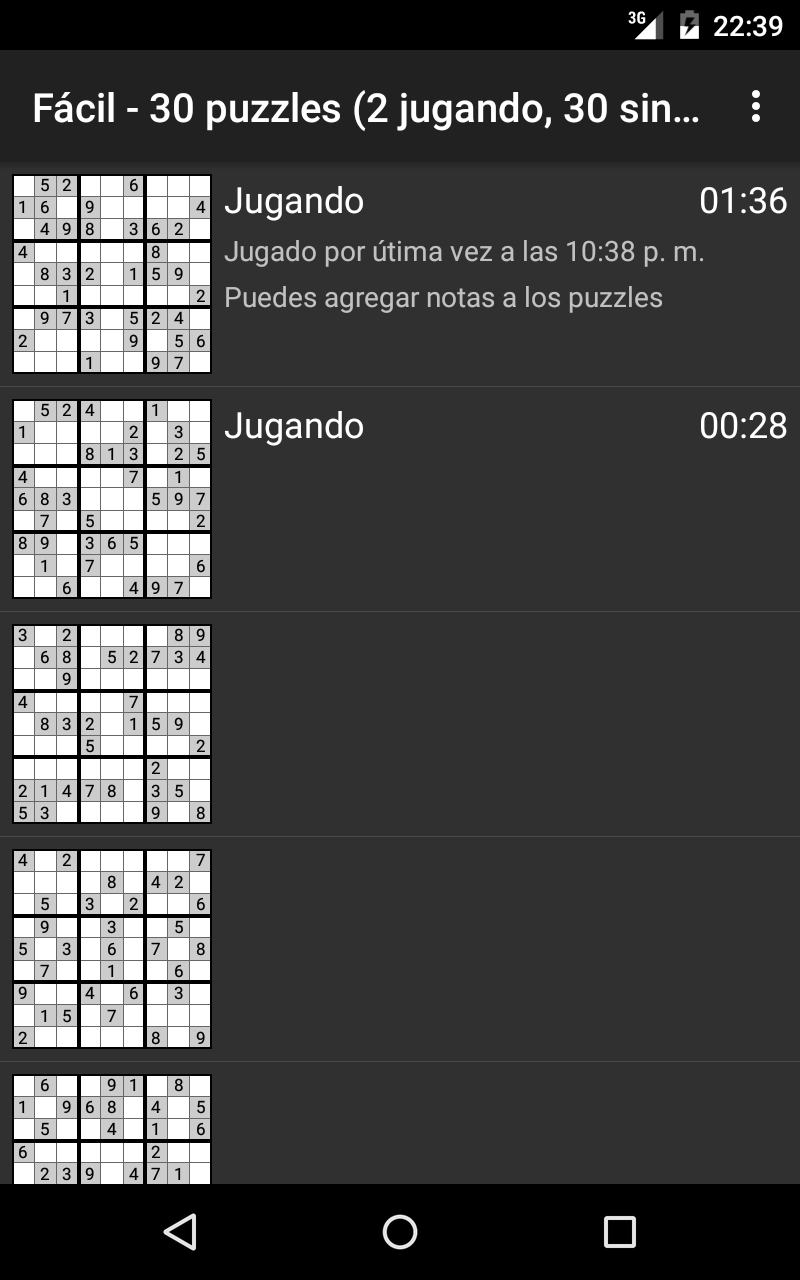 3G 22:39
Fácil - 30 puzzles (2 jugando, 30 sin...
5 2 6
1 6 9 4
4 9 8 3 6 2
4 8
8 3 2 1 5 9
1 2
9 7 3 5 2 4
2 9 5 6
1 9 7
Jugando 01:36
Jugado por útima vez a las 10:38 p. m.
Puedes agregar notas a los puzzles
5 2 4 1
1 2 3
8 1 3 2 5
4 7 1
6 8 3 5 9 7
7 5 2
8 9 3 6 5
1 7 6
6 4 9 7
Jugando 00:28
3 2 8 9
6 8 5 2 7 3 4
9
4 7
8 3 2 1 5 9
5 2
2
2 1 4 7 8 3 5
5 3 9 8
4 2 7
8 4 2
5 3 2 6
9 3 5
5 3 6 7 8
7 1 6
9 4 6 3
1 5 7
2 8 9
6 9 1 8
1 9 6 8 4 5
5 4 1 6
6 2
2 3 9 4 7 1